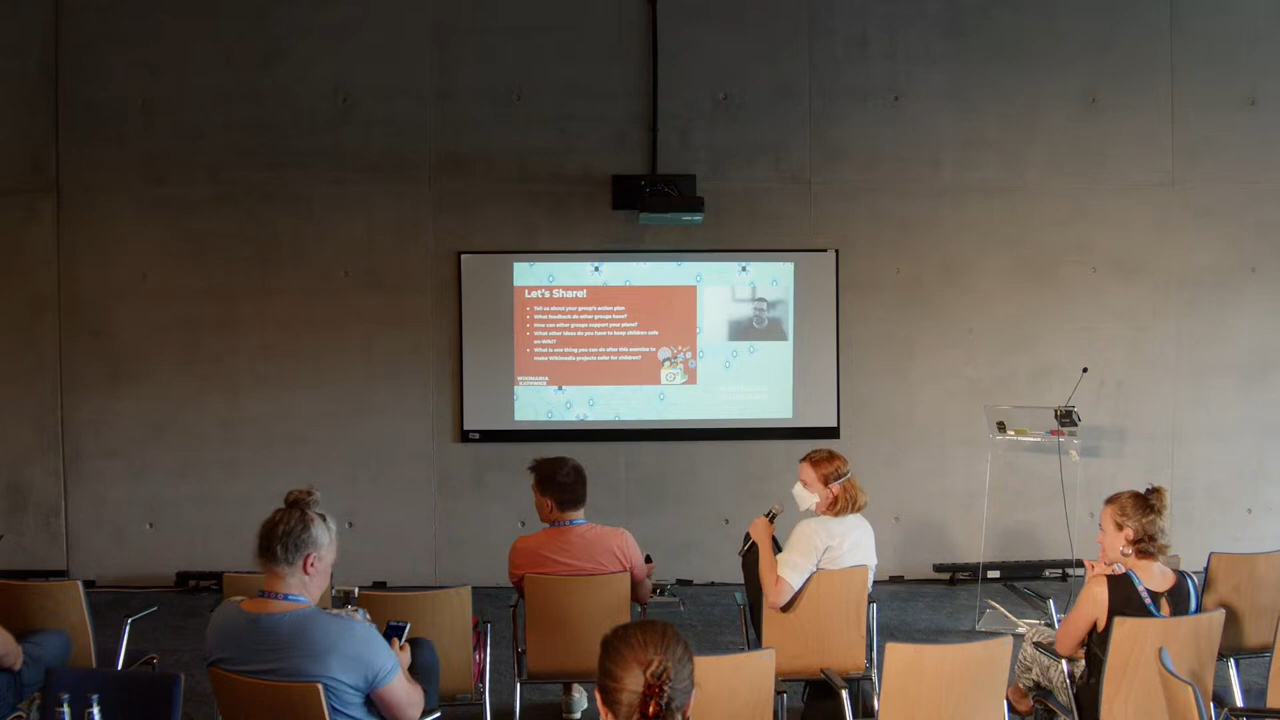 Let's Share!
Tell us about your group's action plan
What feedback do other groups have?
How can other groups support your plans?
What other ideas do you have to keep children safe
on-Wiki?
What is one thing you can do after this session to
make Wikimedia projects safer for children?
WIKIMANIA
KATOWICE